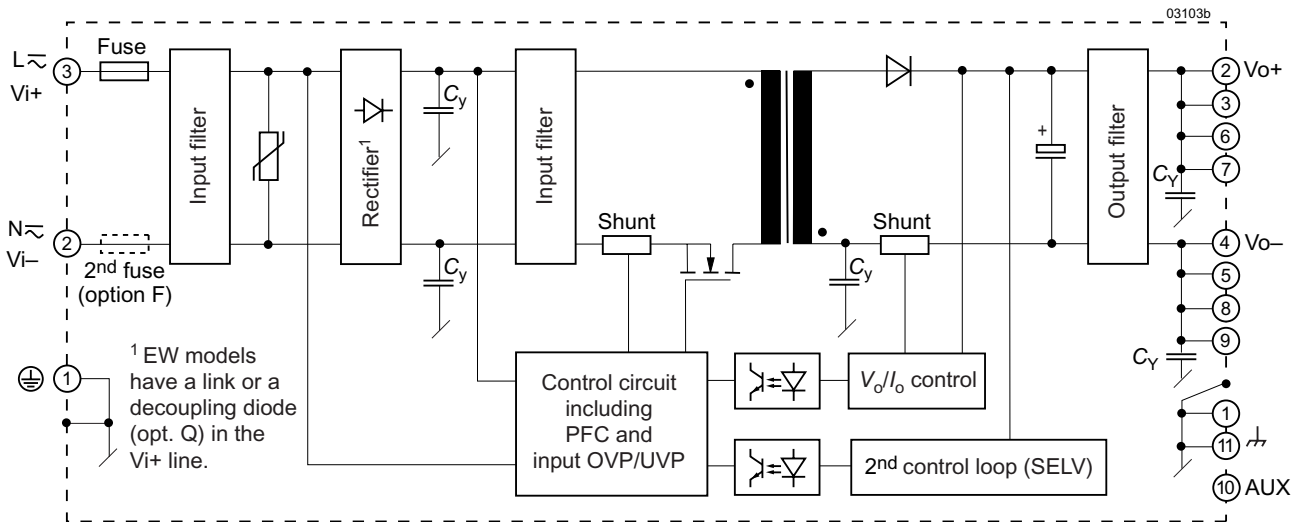 03103b
L
3
Vi+
Fuse
Input filter
Rectifier¹
Cy
Input filter
+
Output filter
2
Vo+
3
6
7
CY
N
2
Vi–
2nd fuse
(option F)
Cy
Shunt
Cy
Shunt
4
Vo–
5
8
9
CY
1
¹ EW models
have a link or a
decoupling diode
(opt. Q) in the
Vi+ line.
Control circuit
including
PFC and
input OVP/UVP
Vo/Io control
2nd control loop (SELV)
1
11
10
AUX